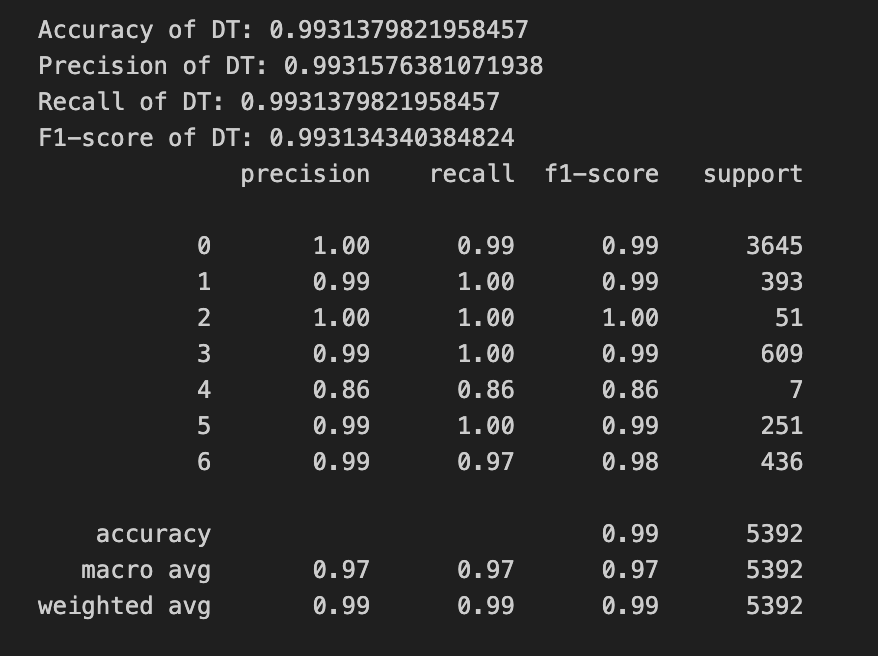 Accuracy of DT: 0.9931379821958457
Precision of DT: 0.9931576381071938
Recall of DT: 0.9931379821958457
F1-score of DT: 0.993134340384824
precision recall f1-score support
0 1.00 0.99 0.99 3645
1 0.99 1.00 0.99 393
2 1.00 1.00 1.00 51
3 0.99 1.00 0.99 609
4 0.86 0.86 0.86 7
5 0.99 1.00 0.99 251
6 0.99 0.97 0.98 436
accuracy 0.99 5392
macro avg 0.97 0.97 0.97 5392
weighted avg 0.99 0.99 0.99 5392